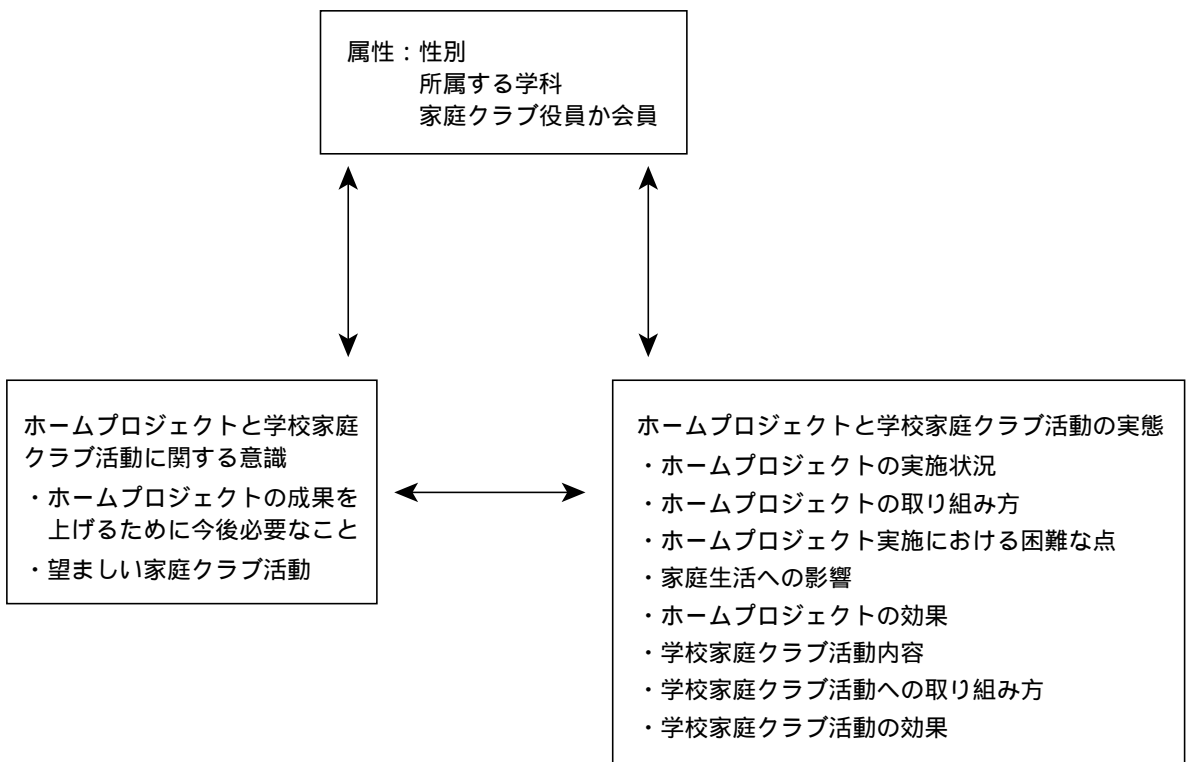 属性：性別
所属する学科
家庭クラブ役員か会員
ホームプロジェクトと学校家庭
クラブ活動に関する意識
・ホームプロジェクトの成果を
上げるために今後必要なこと
・望ましい家庭クラブ活動
ホームプロジェクトと学校家庭クラブ活動の実態
・ホームプロジェクトの実施状況
・ホームプロジェクトの取り組み方
・ホームプロジェクト実施における困難な点
・家庭生活への影響
・ホームプロジェクトの効果
・学校家庭クラブ活動内容
・学校家庭クラブ活動への取り組み方
・学校家庭クラブ活動の効果